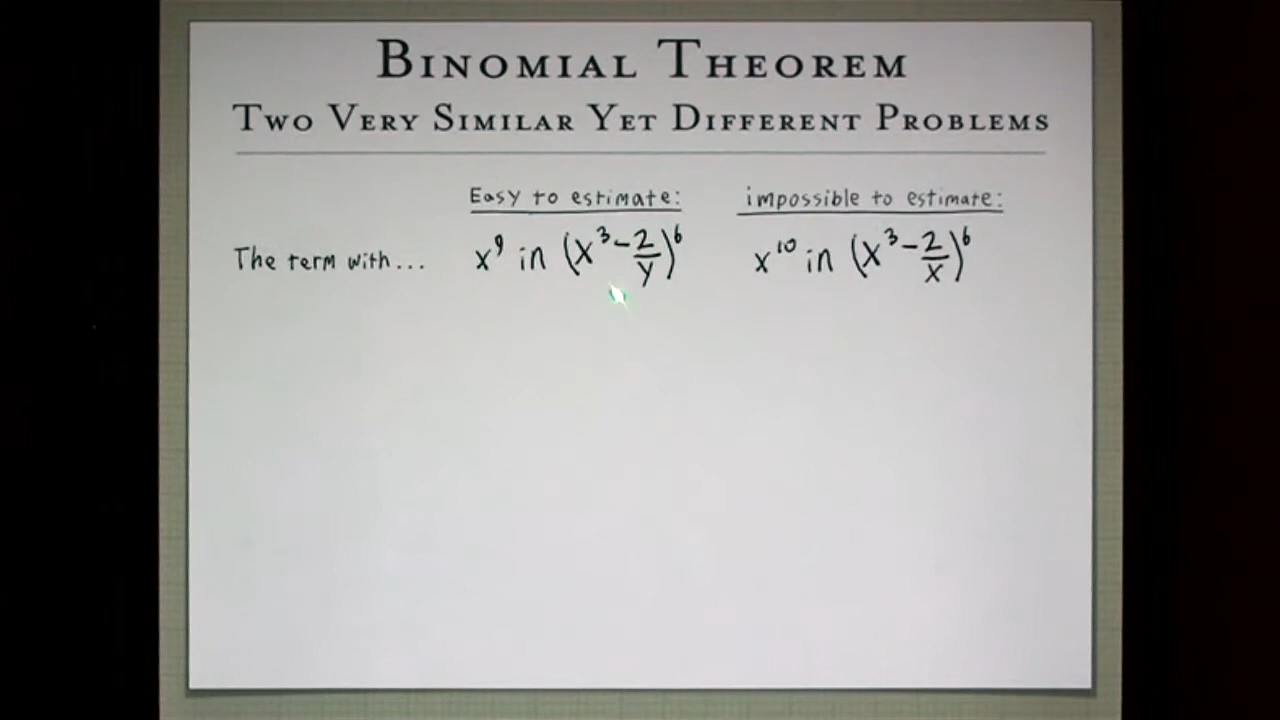 BINOMIAL THEOREM
TWO VERY SIMILAR YET DIFFERENT PROBLEMS
Easy to estimate: impossible to estimate:
The term with... x⁹ in (x³ - 2/y)⁶ x¹⁰ in (x³ - 2/x)⁶